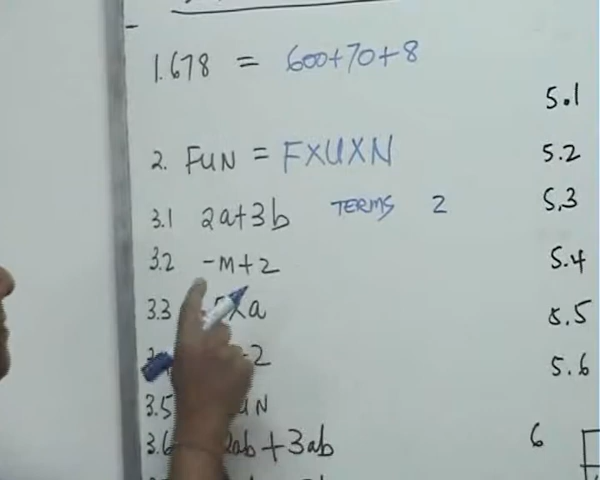 1. 678 = 600+70+8
2. FUN = FXUXN
3.1 2a+3b TERMS 2
3.2 -m+2
3.3 xa
2
3.5 UN
3.6 2ab + 3ab
5.1
5.2
5.3
5.4
5.5
5.6
6